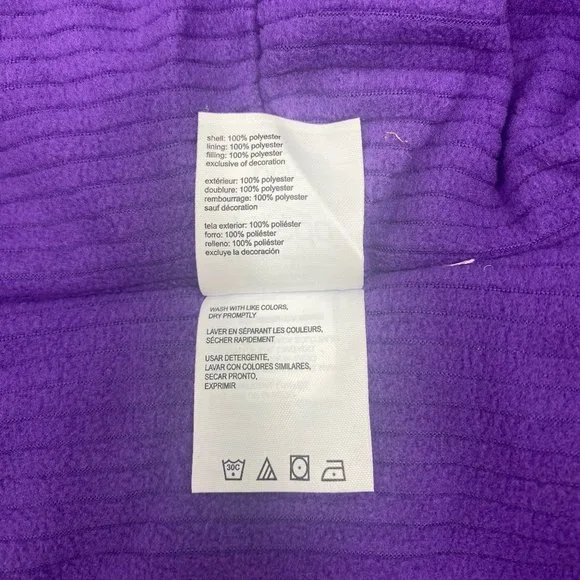 shell: 100% polyester
lining: 100% polyester
filling: 100% polyester
exclusive of decoration
extérieur: 100% polyester
doublure: 100% polyester
rembourrage: 100% polyester
sauf décoration
tela exterior: 100% poliéster
forro: 100% poliéster
relleno: 100% poliéster
excluye la decoración
WASH WITH LIKE COLORS,
DRY PROMPTLY
LAVER EN SÉPARANT LES COULEURS,
SÉCHER RAPIDEMENT
USAR DETERGENTE,
LAVAR CON COLORES SIMILARES,
SECAR PRONTO,
EXPRIMIR
30C